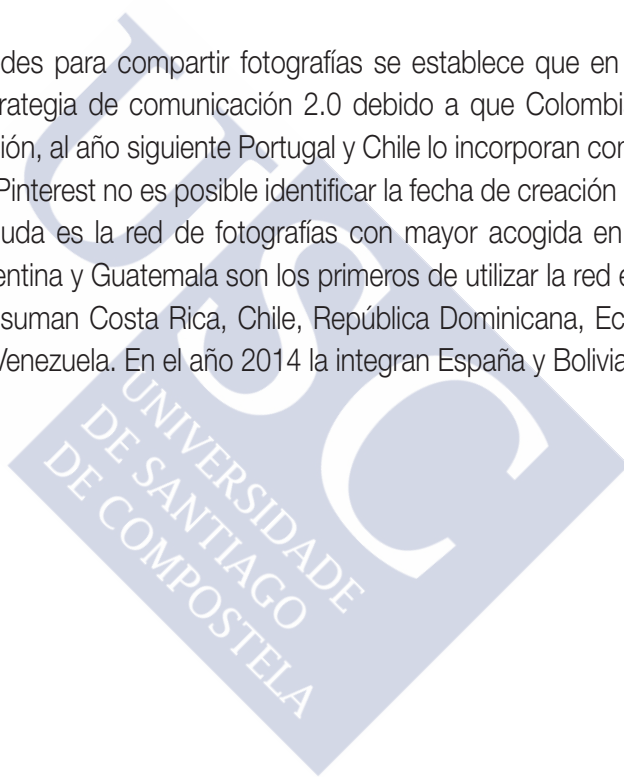 des para compartir fotografías se establece que en
rategia de comunicación 2.0 debido a que Colombi
ión, al año siguiente Portugal y Chile lo incorporan con
Pinterest no es posible identificar la fecha de creación
uda es la red de fotografías con mayor acogida en
entina y Guatemala son los primeros de utilizar la red e
suman Costa Rica, Chile, República Dominicana, Ec
Venezuela. En el año 2014 la integran España y Bolivia
USC
UNIVERSIDADE
DE SANTIAGO
DE COMPOSTELA